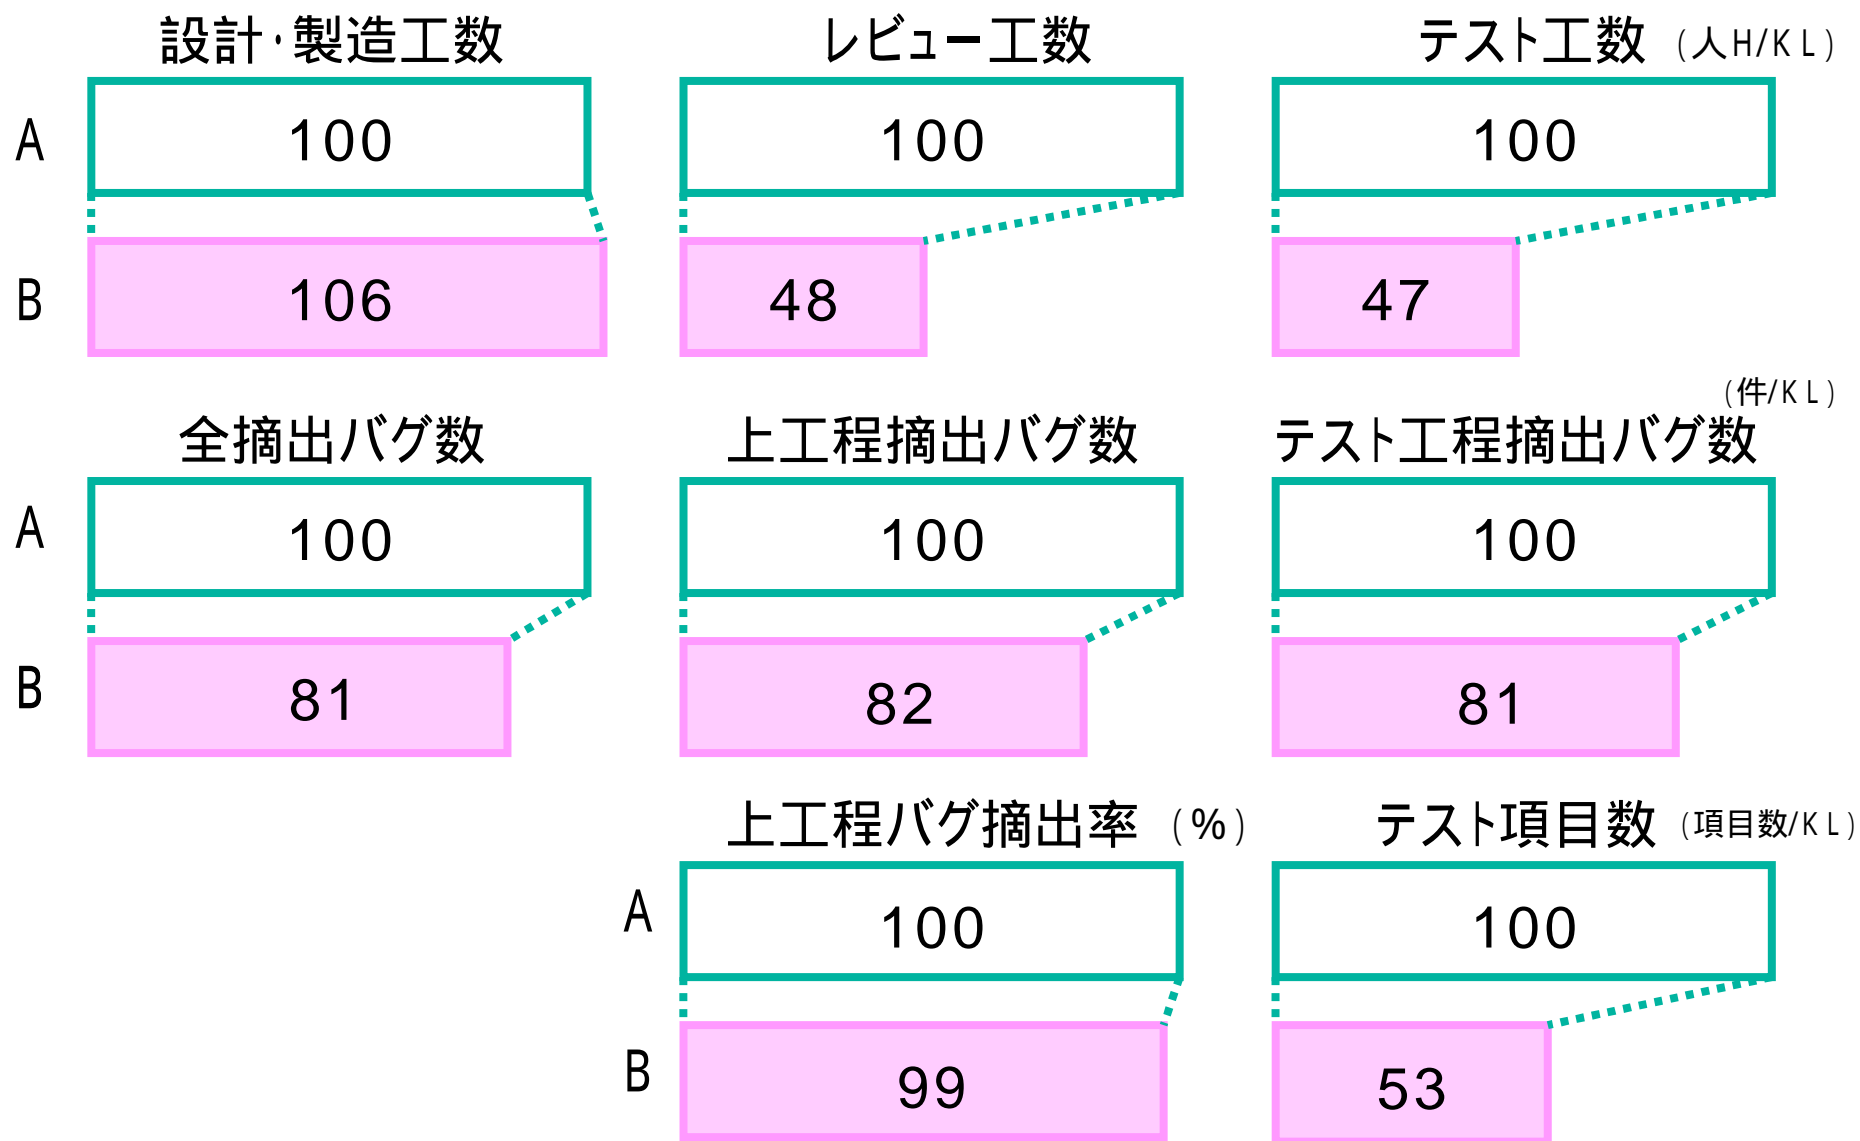 設計・製造工数 レビュー工数 テスト工数 (人H/KL)
A 100 100 100
B 106 48 47
(件/KL)
全摘出バグ数 上工程摘出バグ数 テスト工程摘出バグ数
A 100 100 100
B 81 82 81
上工程バグ摘出率 (%) テスト項目数 (項目数/KL)
A 100 100
B 99 53